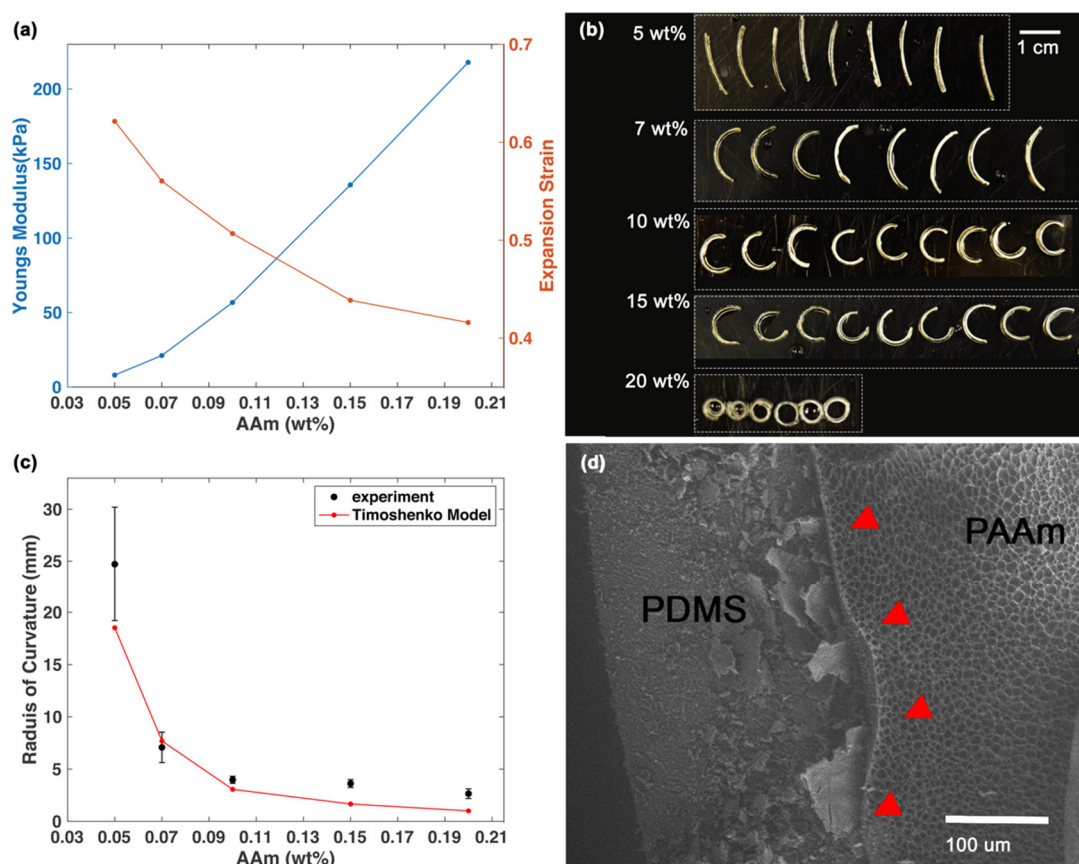 (a)
Youngs Modulus(kPa)
200
150
100
50
0
0.7
0.6
0.5
0.4
Expansion Strain
0.03 0.05 0.07 0.09 0.11 0.13 0.15 0.17 0.19 0.21
AAm (wt%)
(b)
5 wt%
1 cm
7 wt%
10 wt%
15 wt%
20 wt%
(c)
experiment
Timoshenko Model
Raduis of Curvature (mm)
30
25
20
15
10
5
0
0.03 0.05 0.07 0.09 0.11 0.13 0.15 0.17 0.19 0.21
AAm (wt%)
(d)
PAAm
PDMS
100 um